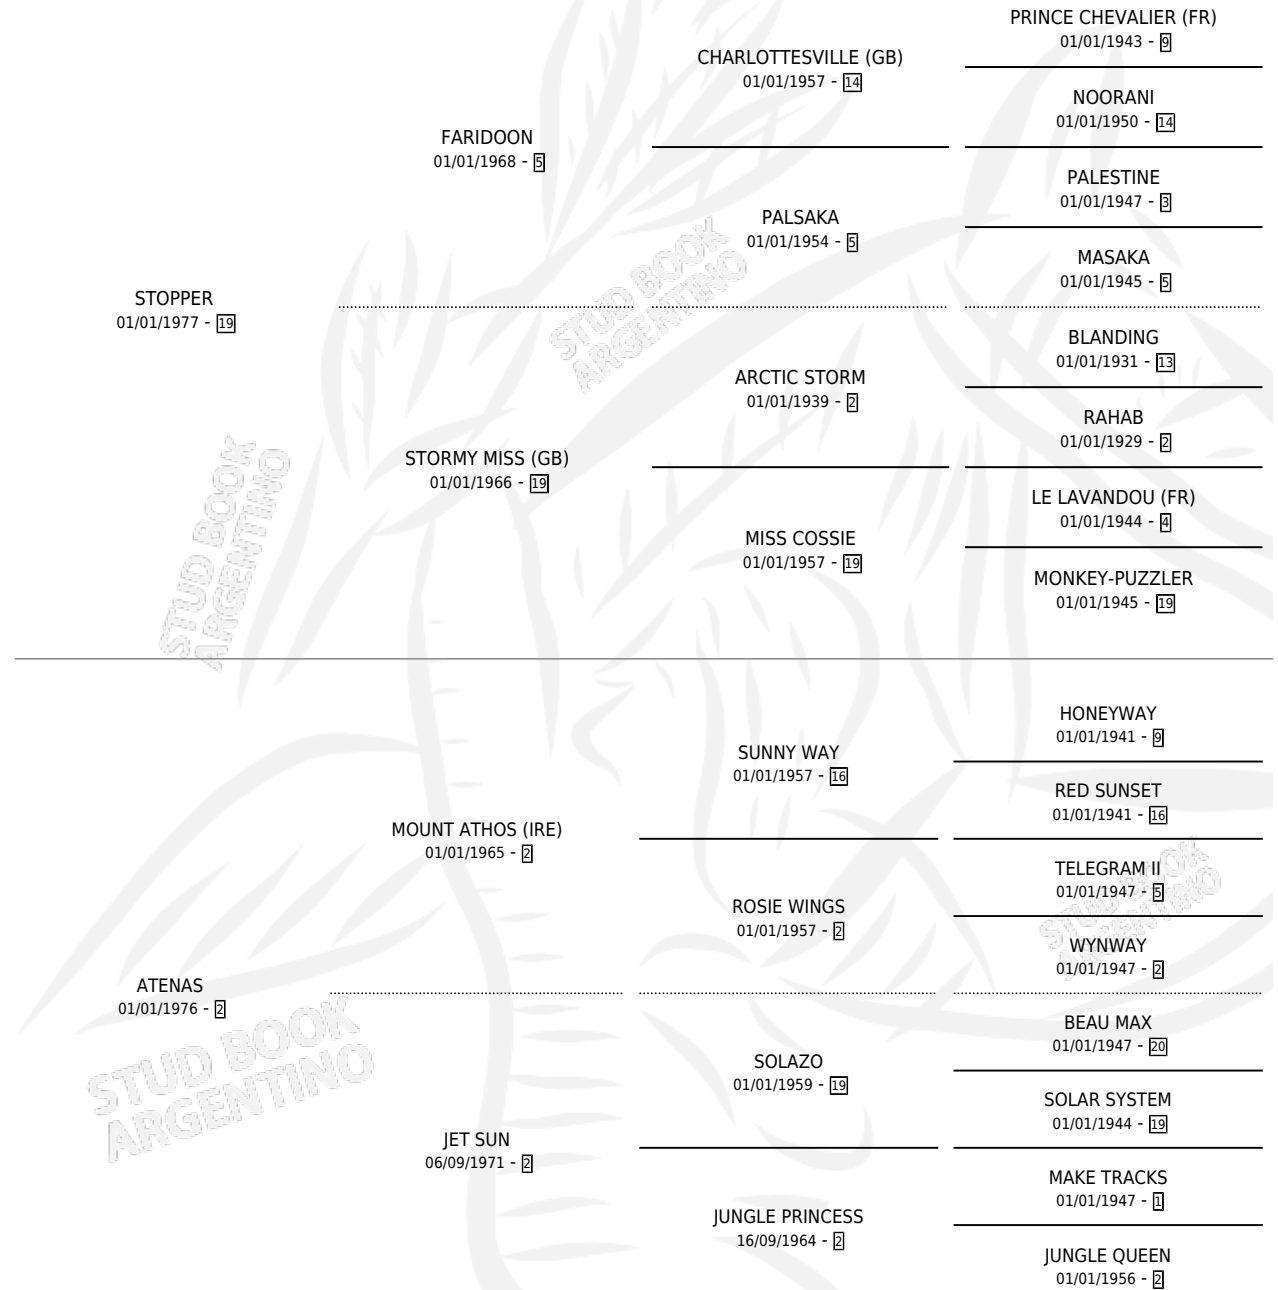 PRINCE CHEVALIER (FR)
01/01/1943 - 9
CHARLOTTESVILLE (GB)
01/01/1957 - 14
NOORANI
01/01/1950 - 14
FARIDOON
01/01/1968 - 5
PALESTINE
01/01/1947 - 3
PALSAKA
01/01/1954 - 5
MASAKA
01/01/1945 - 5
STOPPER
01/01/1977 - 19
BLANDING
01/01/1931 - 13
ARCTIC STORM
01/01/1939 - 2
RAHAB
01/01/1929 - 2
STORMY MISS (GB)
01/01/1966 - 19
LE LAVANDOU (FR)
01/01/1944 - 4
MISS COSSIE
01/01/1957 - 19
MONKEY-PUZZLER
01/01/1945 - 19
HONEYWAY
01/01/1941 - 9
SUNNY WAY
01/01/1957 - 16
RED SUNSET
01/01/1941 - 16
MOUNT ATHOS (IRE)
01/01/1965 - 2
TELEGRAM II
01/01/1947 - 5
ROSIE WINGS
01/01/1957 - 2
WYNWAY
01/01/1947 - 2
ATENAS
01/01/1976 - 2
BEAU MAX
01/01/1947 - 20
SOLAZO
01/01/1959 - 19
SOLAR SYSTEM
01/01/1944 - 19
JET SUN
06/09/1971 - 2
MAKE TRACKS
01/01/1947 - 1
JUNGLE PRINCESS
16/09/1964 - 2
JUNGLE QUEEN
01/01/1956 - 2
STUD BOOK
ARGENTINO
STUD BOOK
ARGENTINO
STUD BOOK
ARGENTINO
STUD BOOK
ARGENTINO